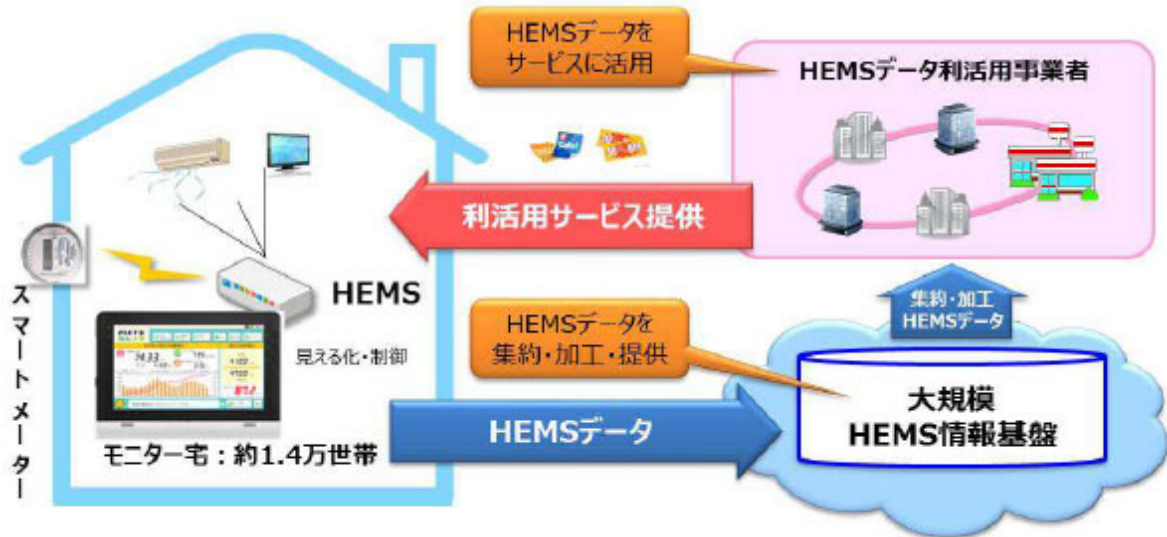 HEMSデータを
サービスに活用
HEMSデータ利活用事業者
利活用サービス提供
スマートメーター
HEMS
見える化・制御
モニター宅：約1.4万世帯
HEMSデータを
集約・加工・提供
集約・加工
HEMSデータ
HEMSデータ
大規模
HEMS情報基盤